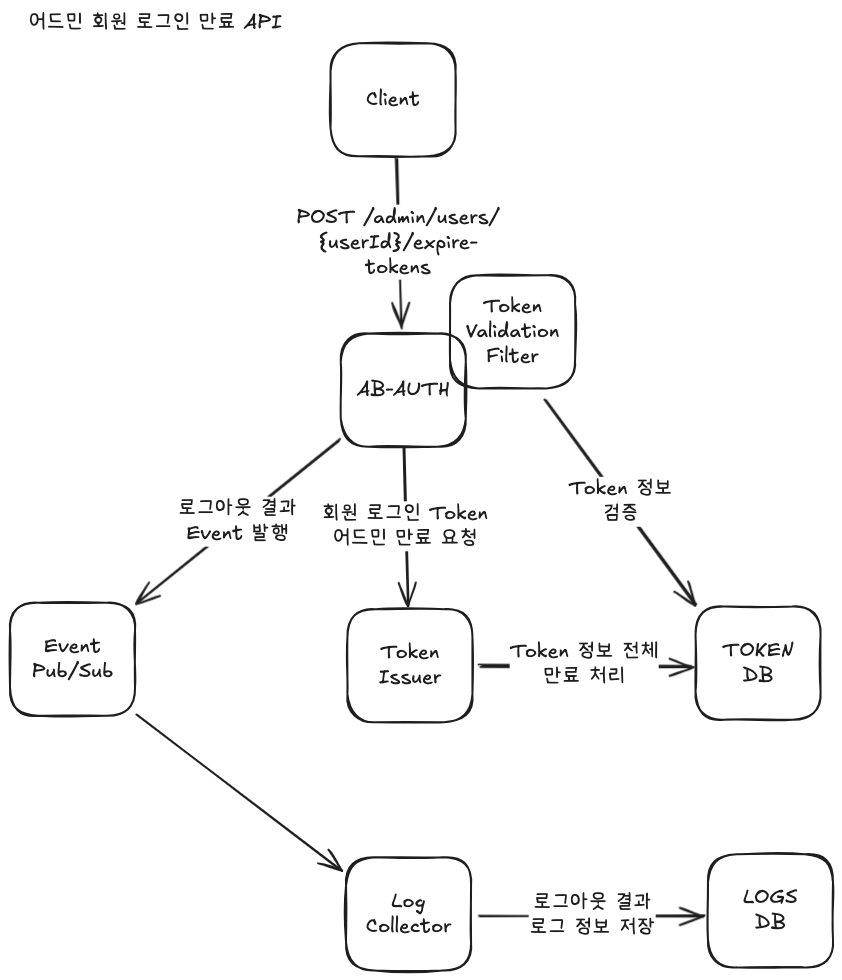 어드민 회원 로그인 만료 API
Client
POST /admin/users/
{userId}/expire-
tokens
Token
Validation
Filter
AB-AUTH
로그아웃 결과
Event 발행
회원 로그인 Token
어드민 만료 요청
Token 정보
검증
Event
Pub/Sub
Token
Issuer
Token 정보 전체
만료 처리
TOKEN
DB
Log
Collector
로그아웃 결과
로그 정보 저장
LOGS
DB